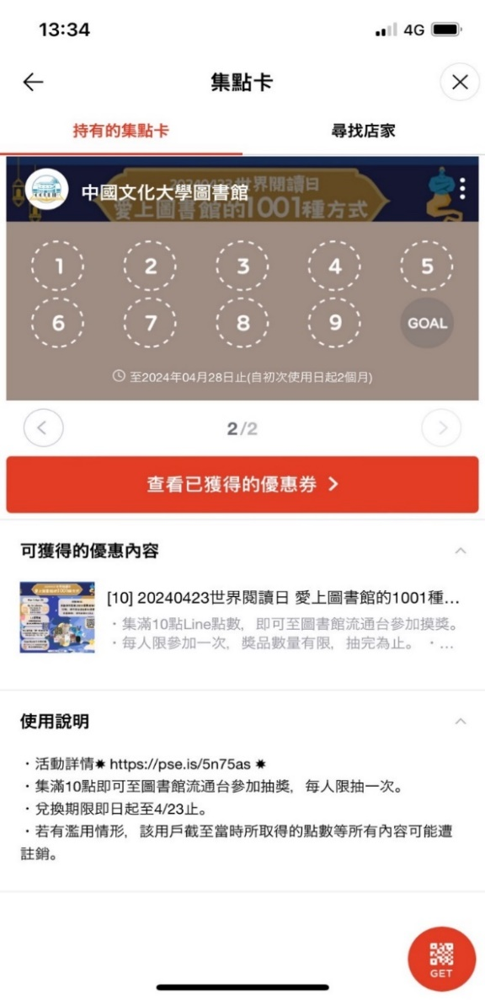 13:34
4G
集點卡
持有的集點卡
尋找店家
20240423世界閱讀日
中國文化大學圖書館
愛上圖書館的1001種方式
1 2 3 4 5
6 7 8 9 GOAL
至2024年04月28日止(自初次使用日起2個月)
2/2
查看已獲得的優惠券
可獲得的優惠內容
[10] 20240423世界閱讀日 愛上圖書館的1001種...
・集滿10點Line點數，即可至圖書館流通台參加摸獎。
・每人限參加一次，獎品數量有限，抽完為止。 ・...
使用說明
・活動詳情✷ https://pse.is/5n75as ✷
・集滿10點即可至圖書館流通台參加抽獎，每人限抽一次。
・兌換期限即日起至4/23止。
・若有濫用情形，該用戶截至當時所取得的點數等所有內容可能遭
註銷。
GET